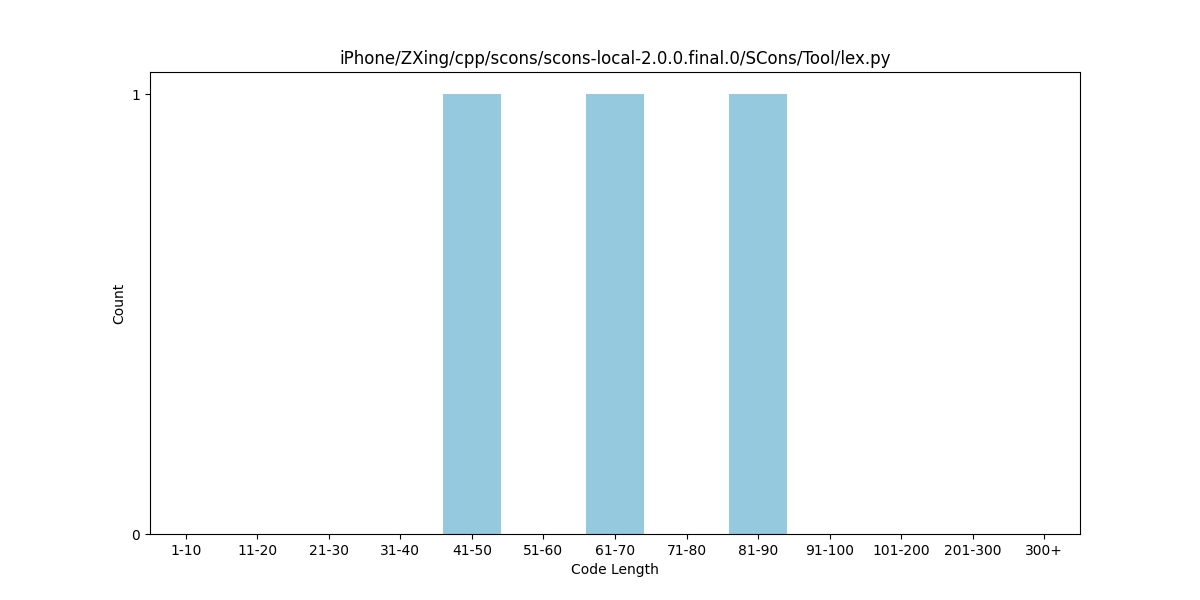 iPhone/ZXing/cpp/scons/scons-local-2.0.0.final.0/SCons/Tool/lex.py
1
Count
0
1-10 11-20 21-30 31-40 41-50 51-60 61-70 71-80 81-90 91-100 101-200 201-300 300+
Code Length